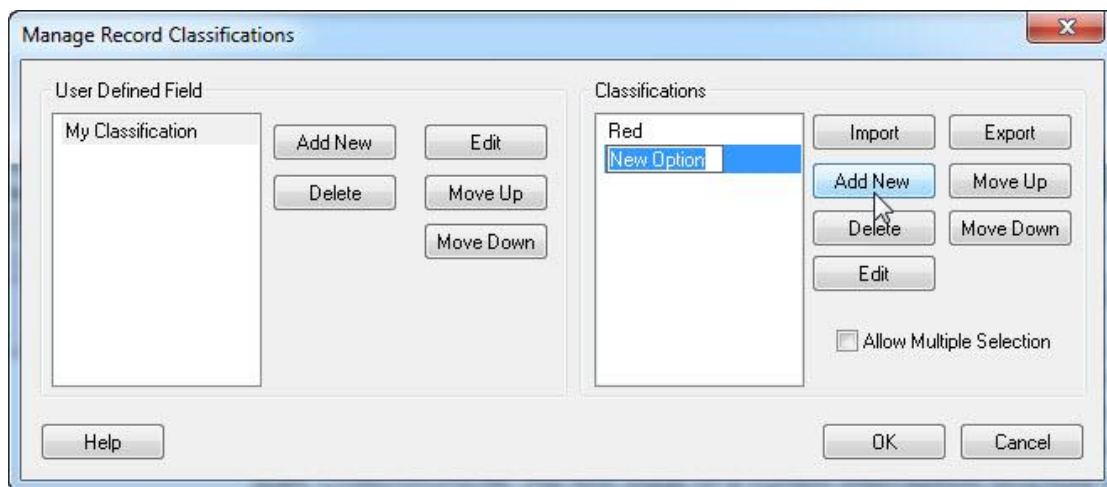 Manage Record Classifications
X
User Defined Field
My Classification
Add New
Edit
Delete
Move Up
Move Down
Classifications
Red
New Option
Import
Export
Add New
Move Up
Delete
Move Down
Edit
Allow Multiple Selection
Help
OK
Cancel